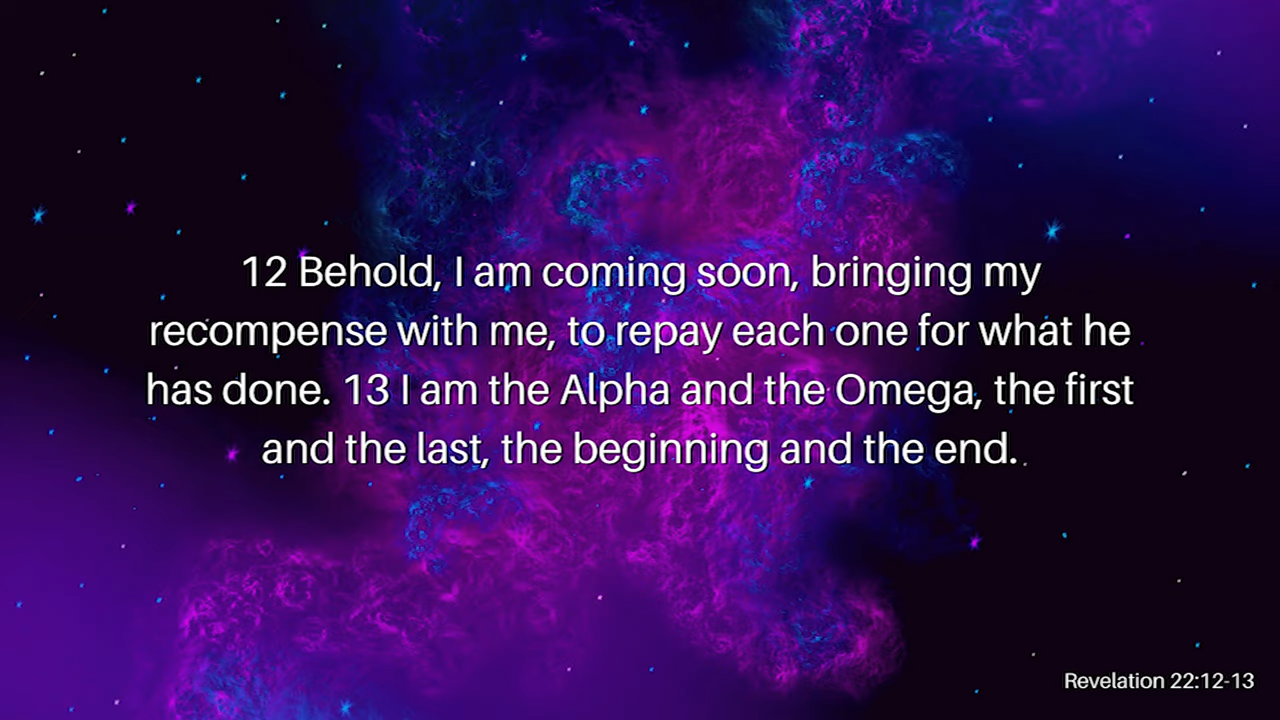 12 Behold, I am coming soon, bringing my
recompense with me, to repay each one for what he
has done. 13 I am the Alpha and the Omega, the first
and the last, the beginning and the end.
Revelation 22:12-13